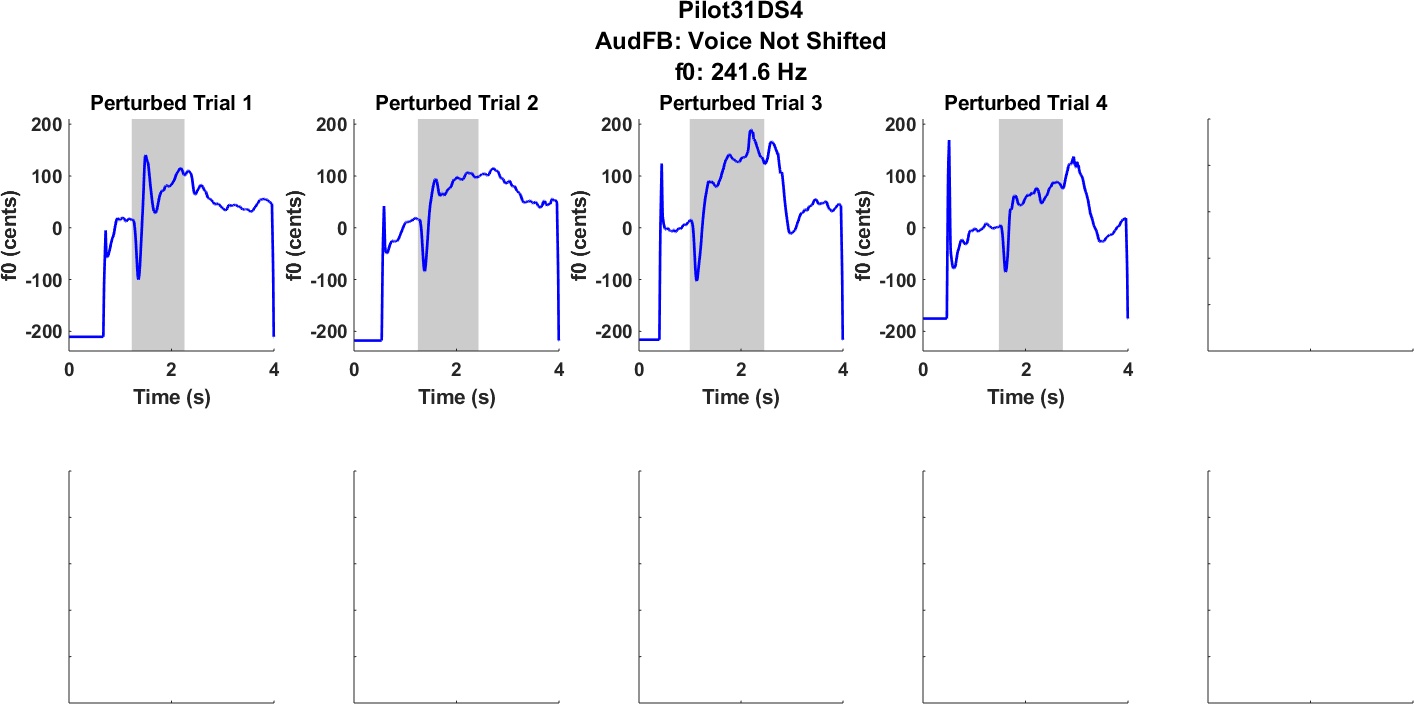 Pilot31DS4
AudFB: Voice Not Shifted
f0: 241.6 Hz
Perturbed Trial 1
200
100
0
-100
-200
f0 (cents)
0 2 4
Time (s)
Perturbed Trial 2
200
100
0
-100
-200
f0 (cents)
0 2 4
Time (s)
Perturbed Trial 3
200
100
0
-100
-200
f0 (cents)
0 2 4
Time (s)
Perturbed Trial 4
200
100
0
-100
-200
f0 (cents)
0 2 4
Time (s)